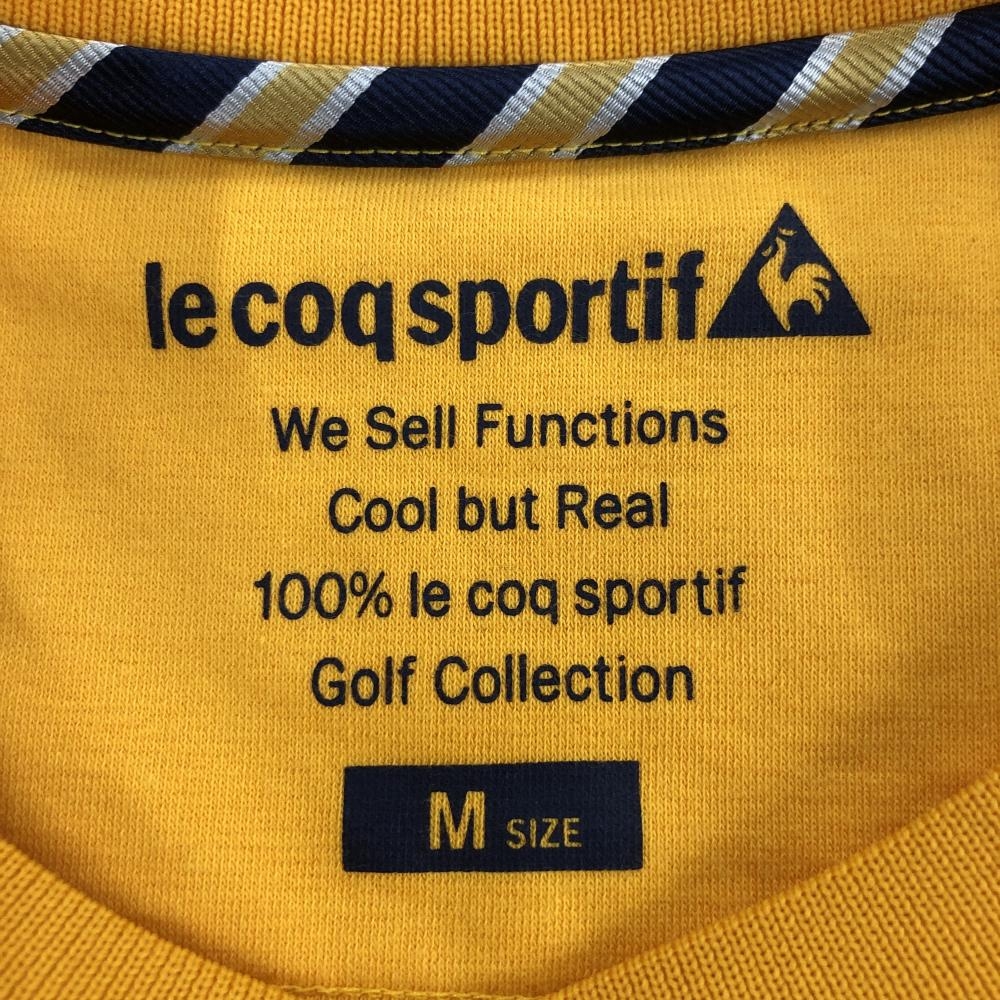 le coq sportif
We Sell Functions
Cool but Real
100% le coq sportif
Golf Collection
M SIZE